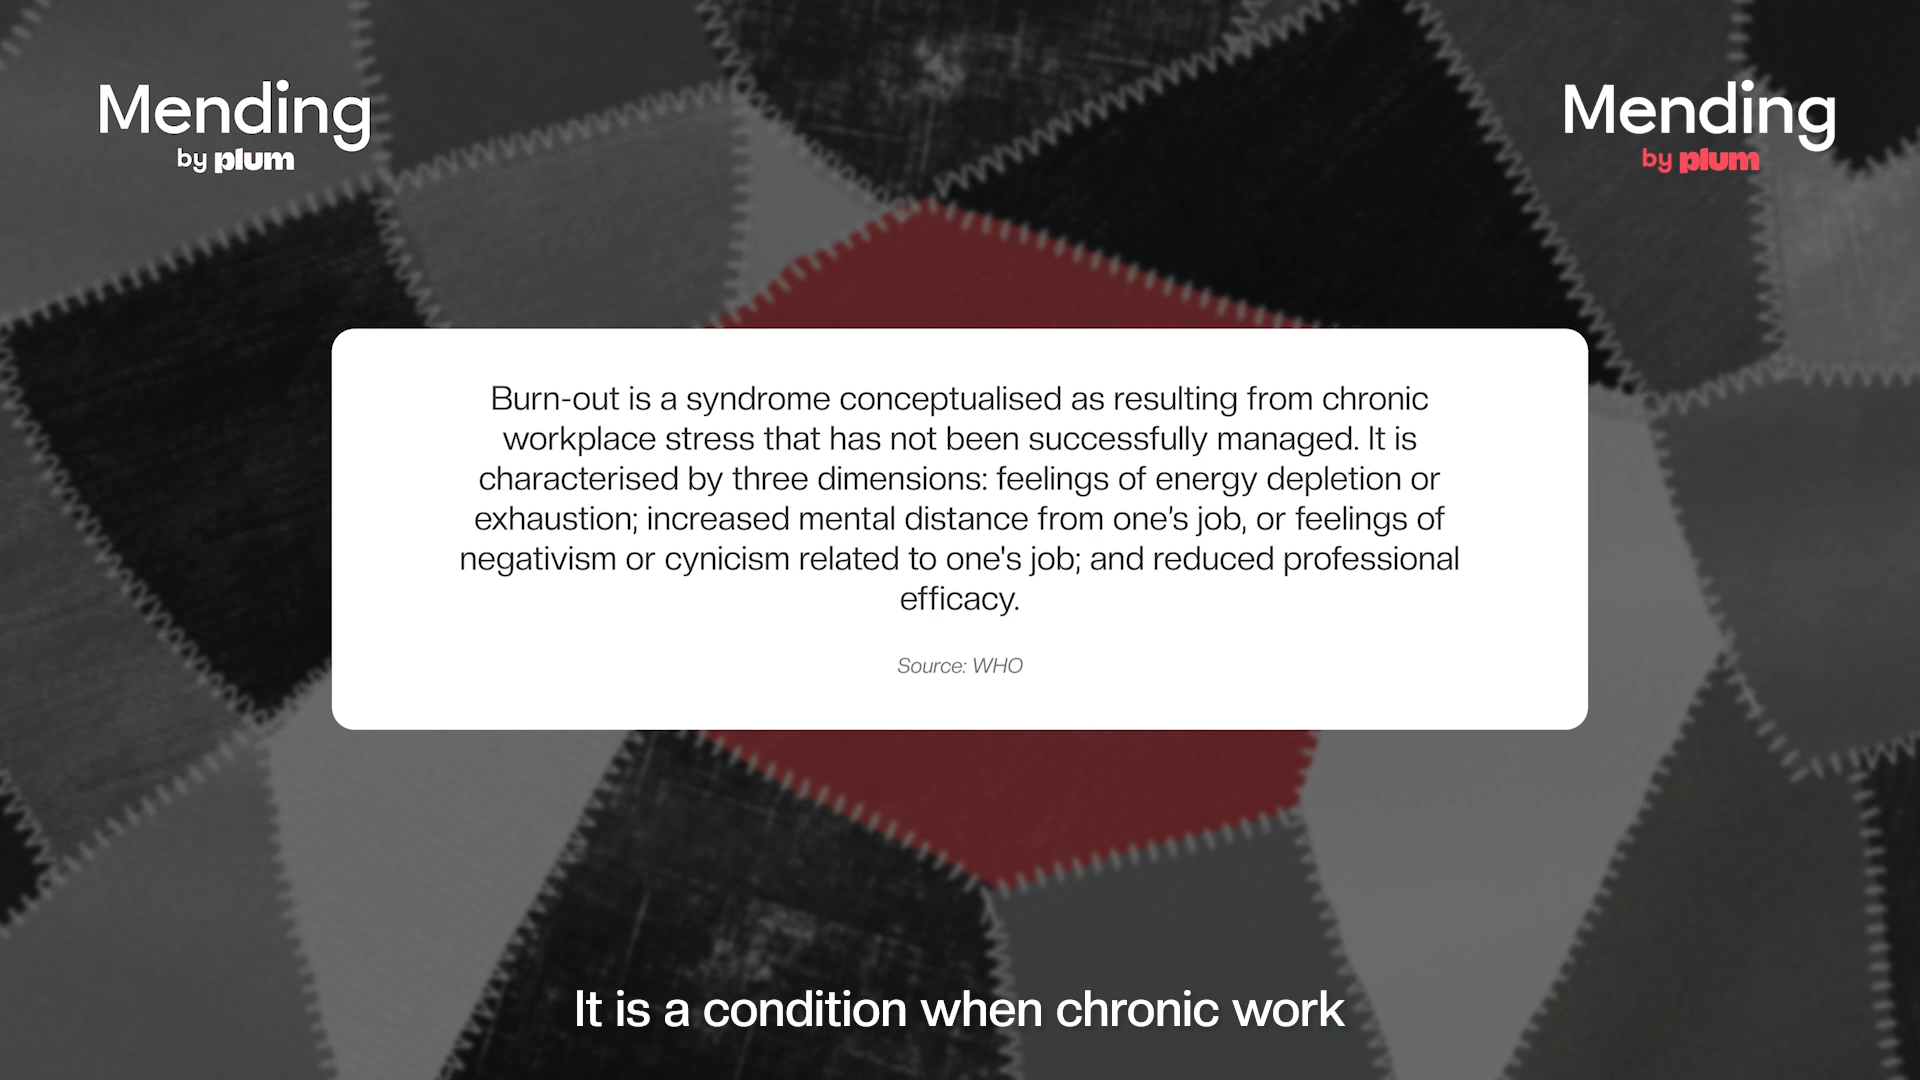 Mending
by plum
Mending
by plum
Burn-out is a syndrome conceptualised as resulting from chronic
workplace stress that has not been successfully managed. It is
characterised by three dimensions: feelings of energy depletion or
exhaustion; increased mental distance from one’s job, or feelings of
negativism or cynicism related to one's job; and reduced professional
efficacy.
Source: WHO
It is a condition when chronic work